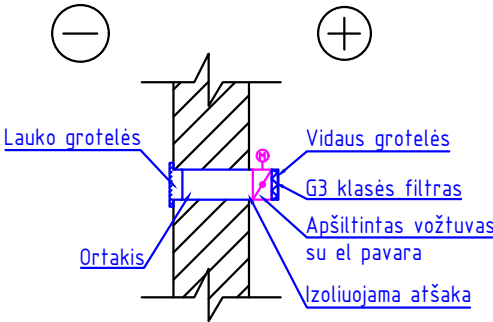 Lauko grotelės
Vidaus grotelės
M
G3 klasės filtras
Apšiltintas vožtuvas
su el pavara
Ortakis
Izoliuojama atšaka